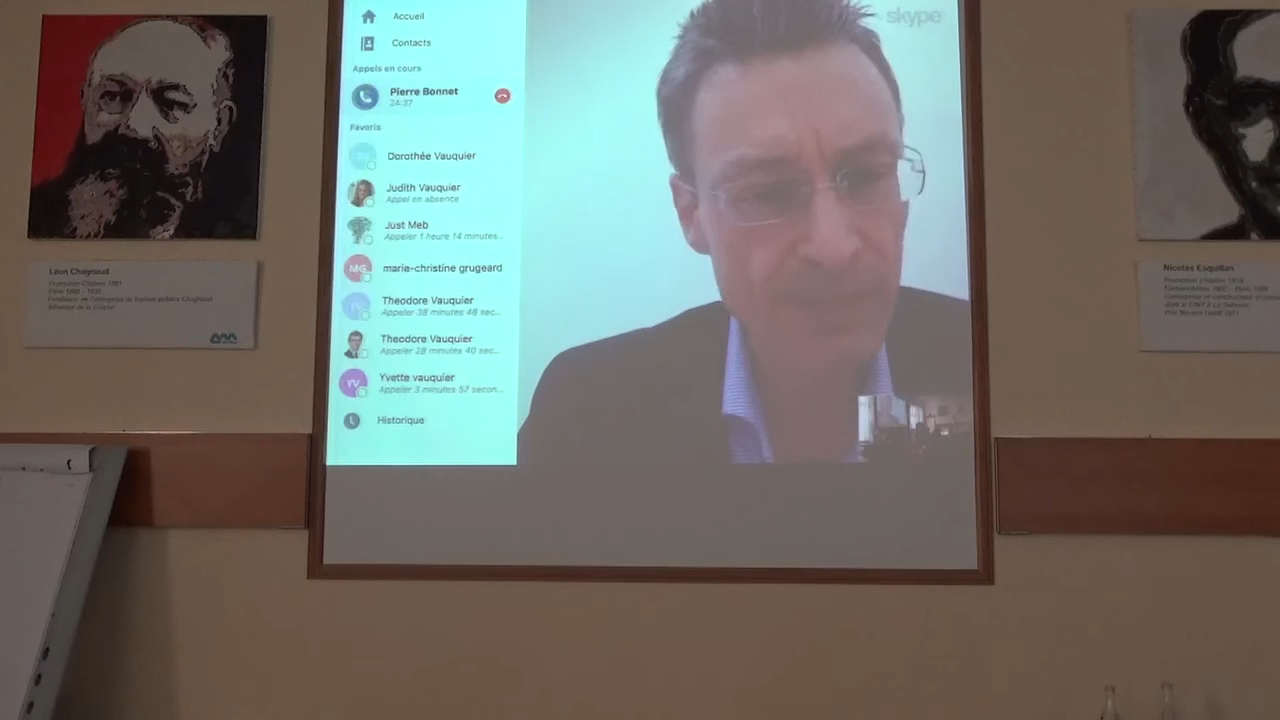 Accueil
skype
Contacts
Appels en cours
Pierre Bonnet
24:37
Favoris
Dorothée Vauquier
Judith Vauquier
Appel en absence
Just Meb
Appeler 1 heure 14 minutes...
MG
marie-christine grugeard
Theodore Vauquier
Appeler 38 minutes 48 sec...
Theodore Vauquier
Appeler 28 minutes 40 sec...
YV
Yvette vauquier
Appeler 3 minutes 57 secon...
Historique
Léon Chagnaud
Nicolas Esquillan